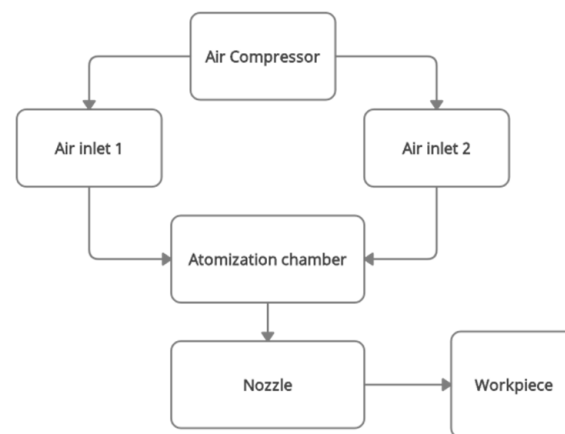 Air Compressor
Air inlet 1
Air inlet 2
Atomization chamber
Nozzle
Workpiece